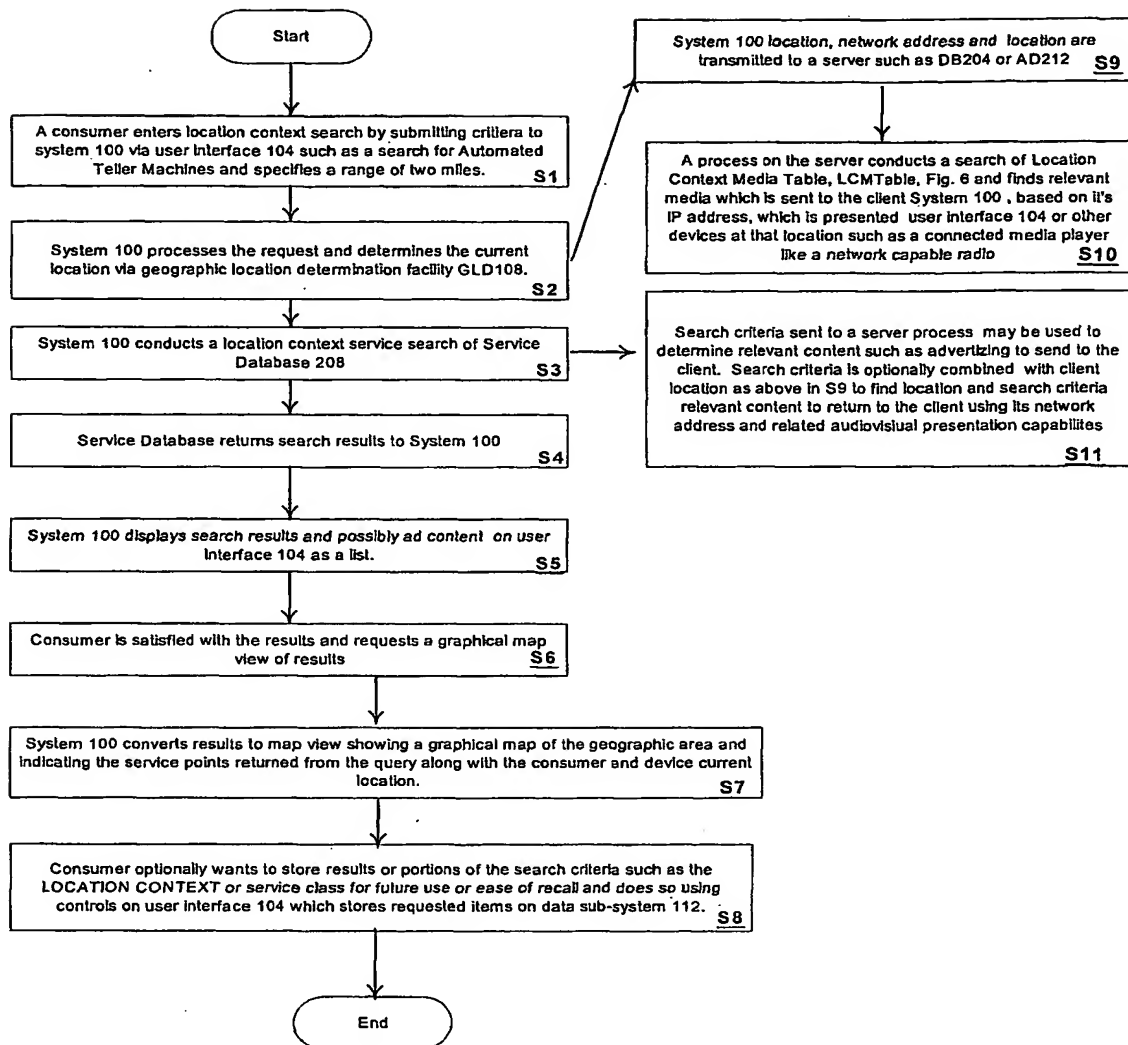 Start
A consumer enters location context search by submitting critiera to
system 100 via user interface 104 such as a search for Automated
Teller Machines and specifies a range of two miles.
S1
System 100 processes the request and determines the current
location via geographic location determination facility GLD108.
S2
System 100 conducts a location context service search of Service
Database 208
S3
Service Database returns search results to System 100
S4
System 100 displays search results and possibly ad content on user
interface 104 as a list.
S5
Consumer is satisfied with the results and requests a graphical map
view of results
S6
System 100 converts results to map view showing a graphical map of the geographic area and
indicating the service points returned from the query along with the consumer and device current
location.
S7
Consumer optionally wants to store results or portions of the search criteria such as the
LOCATION CONTEXT or service class for future use or ease of recall and does so using
controls on user interface 104 which stores requested items on data sub-system 112.
S8
End
System 100 location, network address and location are
transmitted to a server such as DB204 or AD212
S9
A process on the server conducts a search of Location
Context Media Table, LCMTable, Fig. 6 and finds relevant
media which is sent to the client System 100 , based on it's
IP address, which is presented user interface 104 or other
devices at that location such as a connected media player
like a network capable radio
S10
Search criteria sent to a server process may be used to
determine relevant content such as advertizing to send to the
client. Search criteria is optionally combined with client
location as above in S9 to find location and search criteria
relevant content to return to the client using its network
address and related audiovisiual presentation capabilites
S11